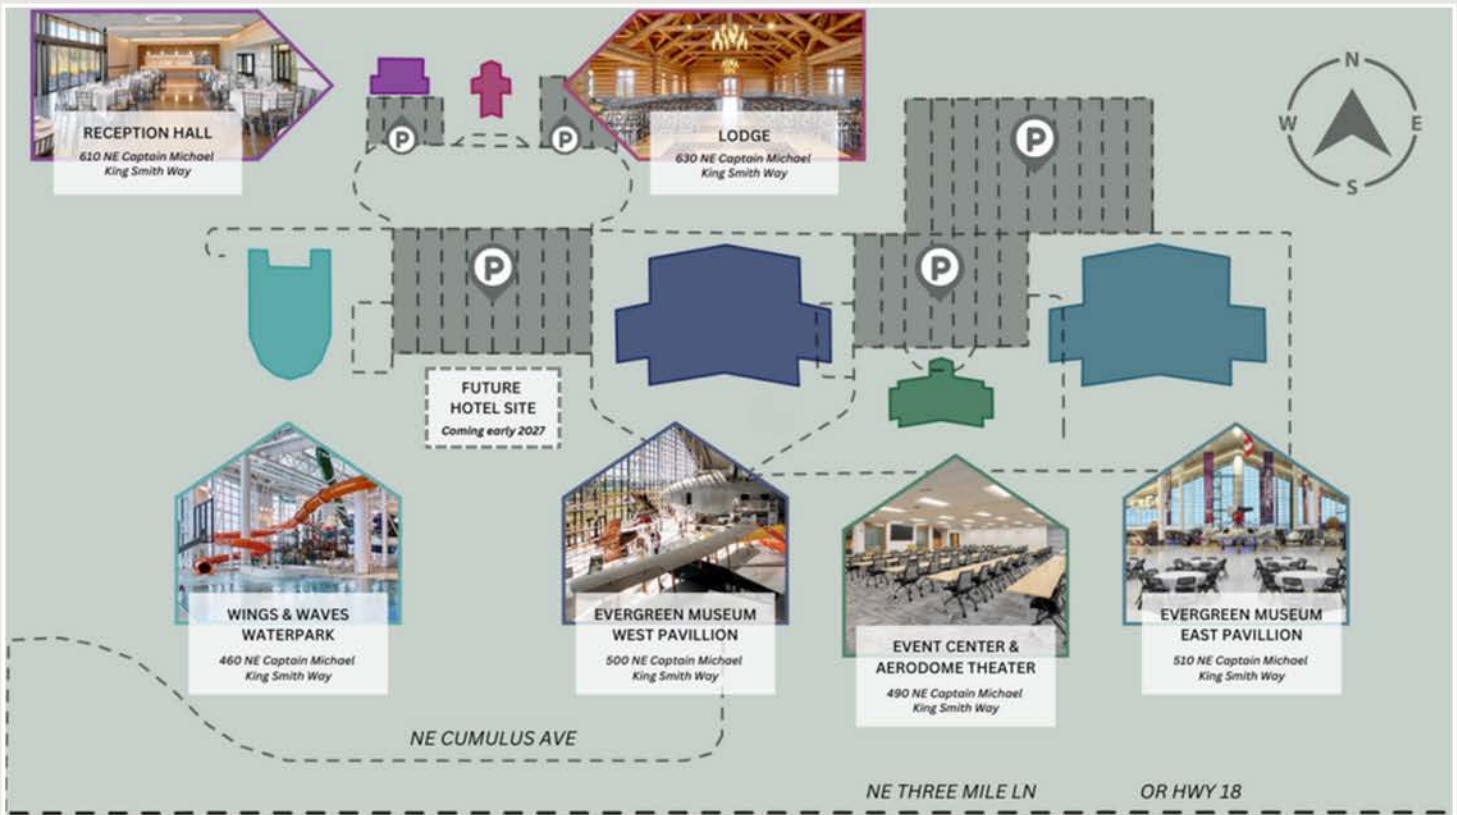 RECEPTION HALL
610 NE Captain Michael
King Smith Way
P
P
LODGE
630 NE Captain Michael
King Smith Way
P
N
W
E
S
P
P
FUTURE
HOTEL SITE
Coming early 2027
WINGS & WAVES
WATERPARK
460 NE Captain Michael
King Smith Way
EVERGREEN MUSEUM
WEST PAVILLION
500 NE Captain Michael
King Smith Way
EVENT CENTER &
AERODOME THEATER
490 NE Captain Michael
King Smith Way
EVERGREEN MUSEUM
EAST PAVILLION
510 NE Captain Michael
King Smith Way
NE CUMULUS AVE
NE THREE MILE LN
OR HWY 18